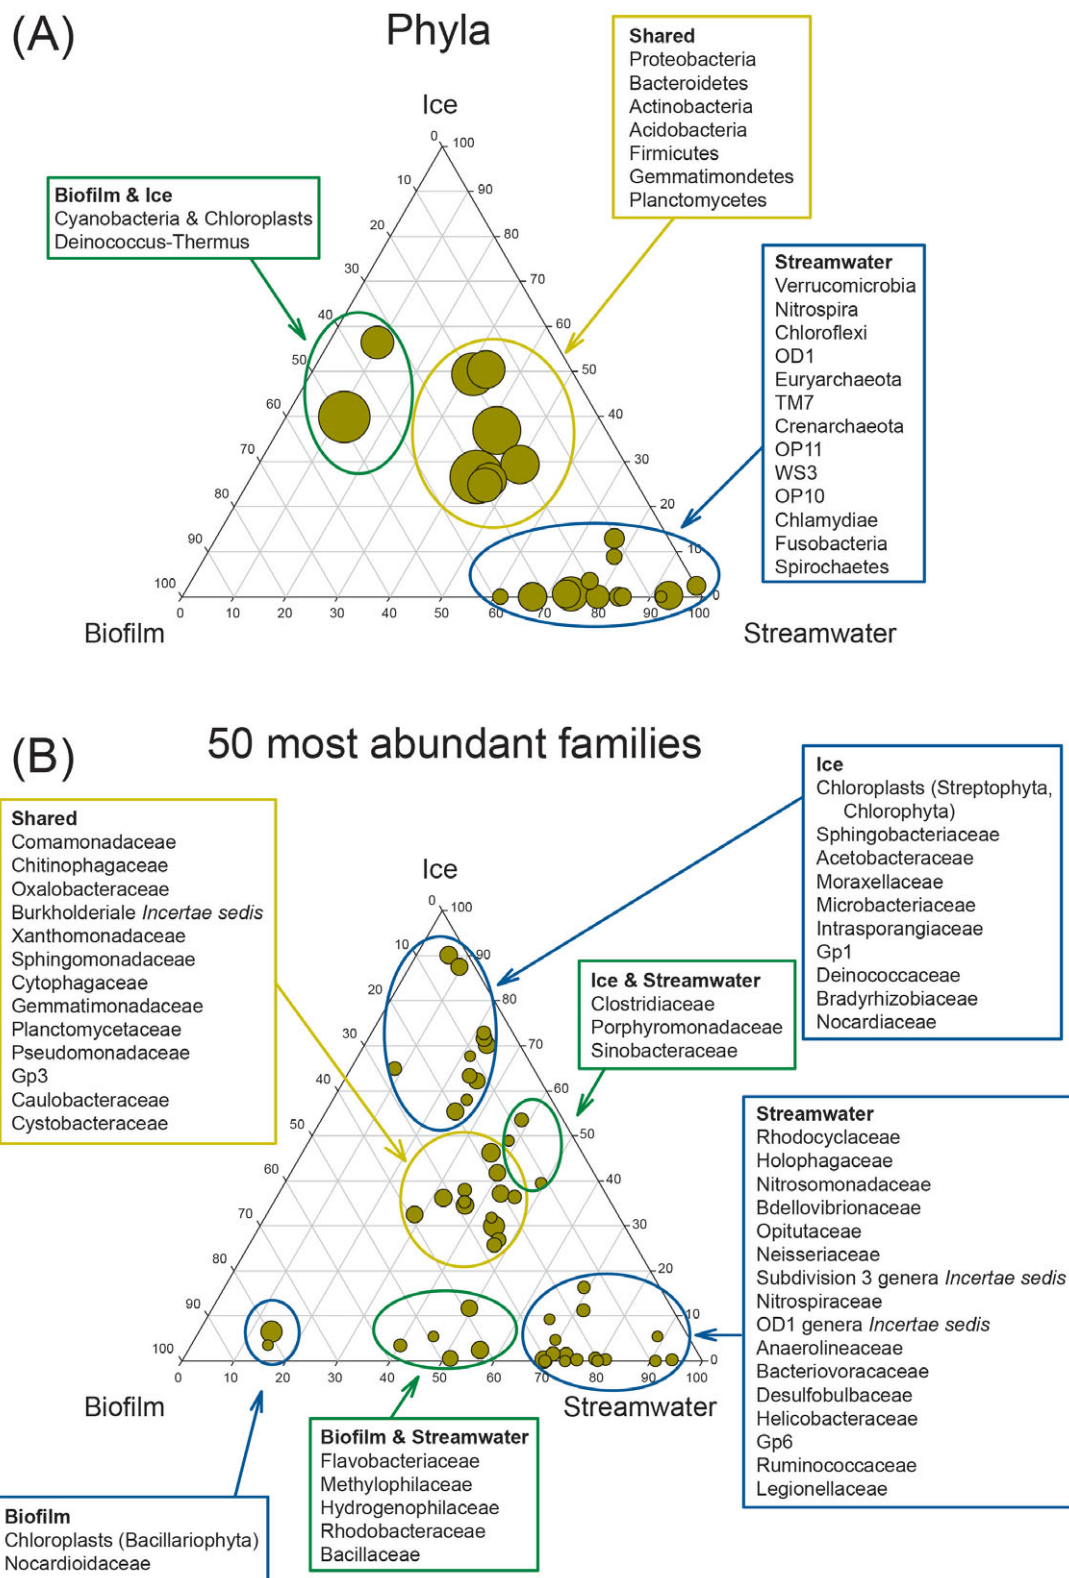 (A)
Phyla
Shared
Proteobacteria
Bacteroidetes
Actinobacteria
Acidobacteria
Firmicutes
Gemmatimondetes
Planctomycetes
Ice
Biofilm & Ice
Cyanobacteria & Chloroplasts
Deinococcus-Thermus
Streamwater
Verrucomicrobia
Nitrospira
Chloroflexi
OD1
Euryarchaeota
TM7
Crenarchaeota
OP11
WS3
OP10
Chlamydiae
Fusobacteria
Spirochaetes
0 100
10 90
20 80
30 70
40 60
50 50
60 40
70 30
80 20
90 10
100 0
0 10 20 30 40 50 60 70 80 90 100
Biofilm
Streamwater
(B)
50 most abundant families
Shared
Comamonadaceae
Chitinophagaceae
Oxalobacteraceae
Burkholderiale Incertae sedis
Xanthomonadaceae
Sphingomonadaceae
Cytophagaceae
Gemmatimonadaceae
Planctomycetaceae
Pseudomonadaceae
Gp3
Caulobacteraceae
Cystobacteraceae
Ice
Ice
Chloroplasts (Streptophyta,
Chlorophyta)
Sphingobacteriaceae
Acetobacteraceae
Moraxellaceae
Microbacteriaceae
Intrasporangiaceae
Gp1
Deinococcaceae
Bradyrhizobiaceae
Nocardiaceae
Ice & Streamwater
Clostridiaceae
Porphyromonadaceae
Sinobacteraceae
Streamwater
Rhodocyclaceae
Holophagaceae
Nitrosomonadaceae
Bdellovibrionaceae
Opitutaceae
Neisseriaceae
Subdivision 3 genera Incertae sedis
Nitrospiraceae
OD1 genera Incertae sedis
Anaerolineaceae
Bacteriovoracaceae
Desulfobulbaceae
Helicobacteraceae
Gp6
Ruminococcaceae
Legionellaceae
0 100
10 90
20 80
30 70
40 60
50 50
60 40
70 30
80 20
90 10
100 0
0 10 20 30 40 50 60 70 80 90 100
Biofilm
Streamwater
Biofilm & Streamwater
Flavobacteriaceae
Methylophilaceae
Hydrogenophilaceae
Rhodobacteraceae
Bacillaceae
Biofilm
Chloroplasts (Bacillariophyta)
Nocardioidaceae